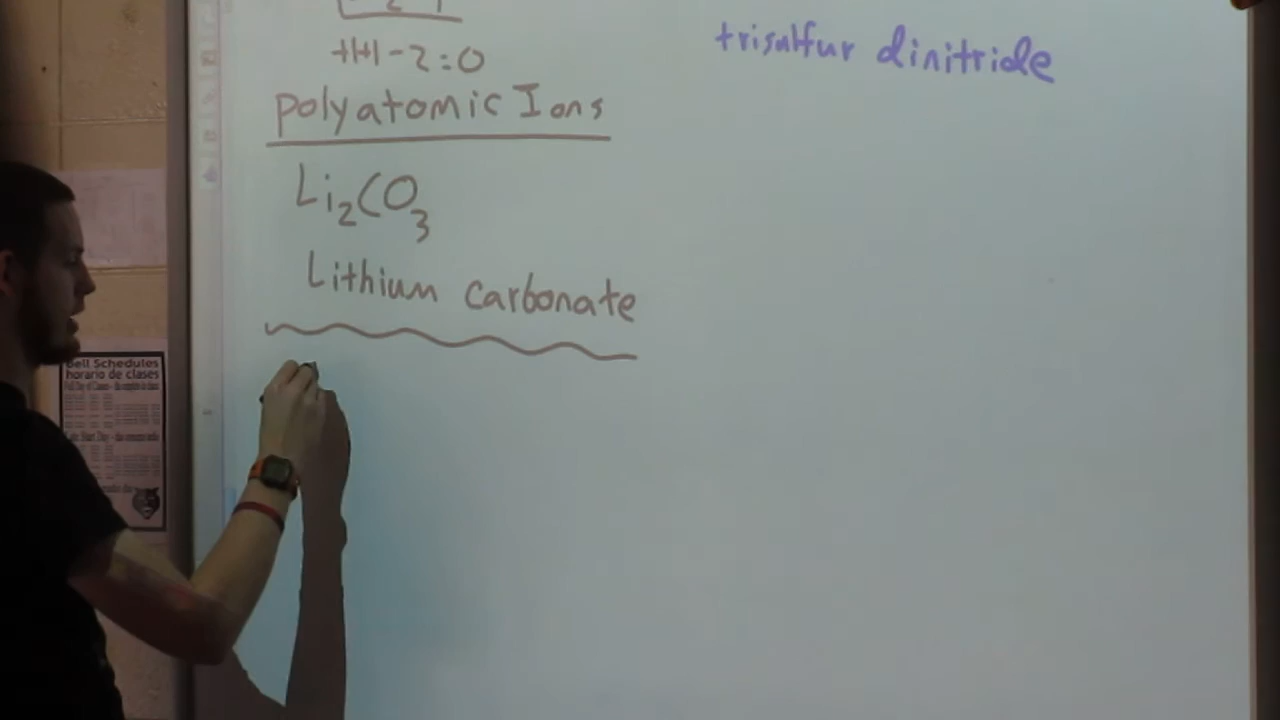 +1+1-2=0
polyatomic Ions
Li2CO3
Lithium carbonate
trisulfur dinitride
Bell Schedules
horario de clases